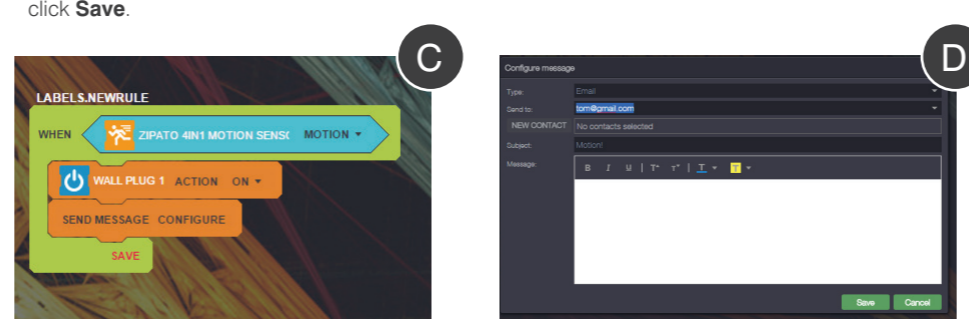 click Save.
C
LABELS.NEWRULE
WHEN ZIPATO 4IN1 MOTION SENS( MOTION
WALL PLUG 1 ACTION ON
SEND MESSAGE CONFIGURE
SAVE
D
Configure message
Type: Email
Send to: tom@gmail.com
NEW CONTACT No contacts selected
Subject: Motion!
Message: B I U | T+ T+ | T T
Save Cancel